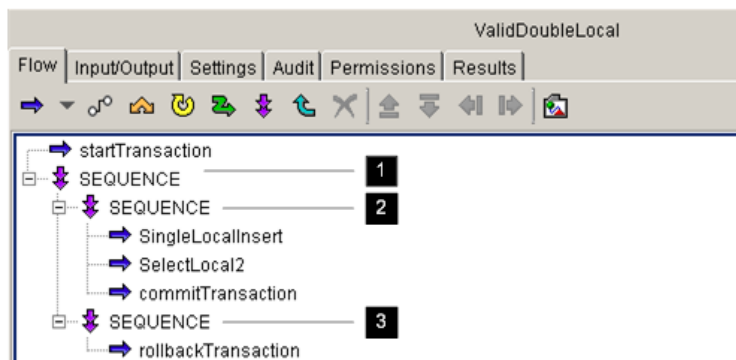 ValidDoubleLocal
Flow Input/Output Settings Audit Permissions Results
startTransaction
SEQUENCE 1
SEQUENCE 2
SingleLocalInsert
SelectLocal2
commitTransaction
SEQUENCE 3
rollbackTransaction